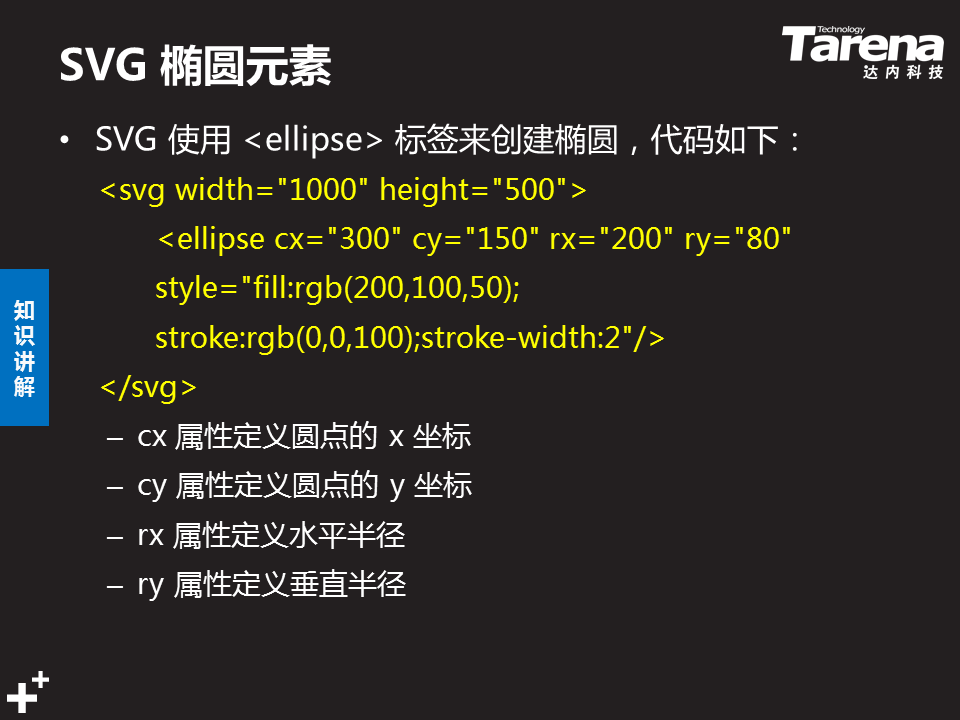 SVG 椭圆元素
Technology
Tarena
达内科技
• SVG 使用 <ellipse> 标签来创建椭圆，代码如下：
<svg width="1000" height="500">
<ellipse cx="300" cy="150" rx="200" ry="80"
style="fill:rgb(200,100,50);
stroke:rgb(0,0,100);stroke-width:2"/>
</svg>
– cx 属性定义圆点的 x 坐标
– cy 属性定义圆点的 y 坐标
– rx 属性定义水平半径
– ry 属性定义垂直半径
知
识
讲
解